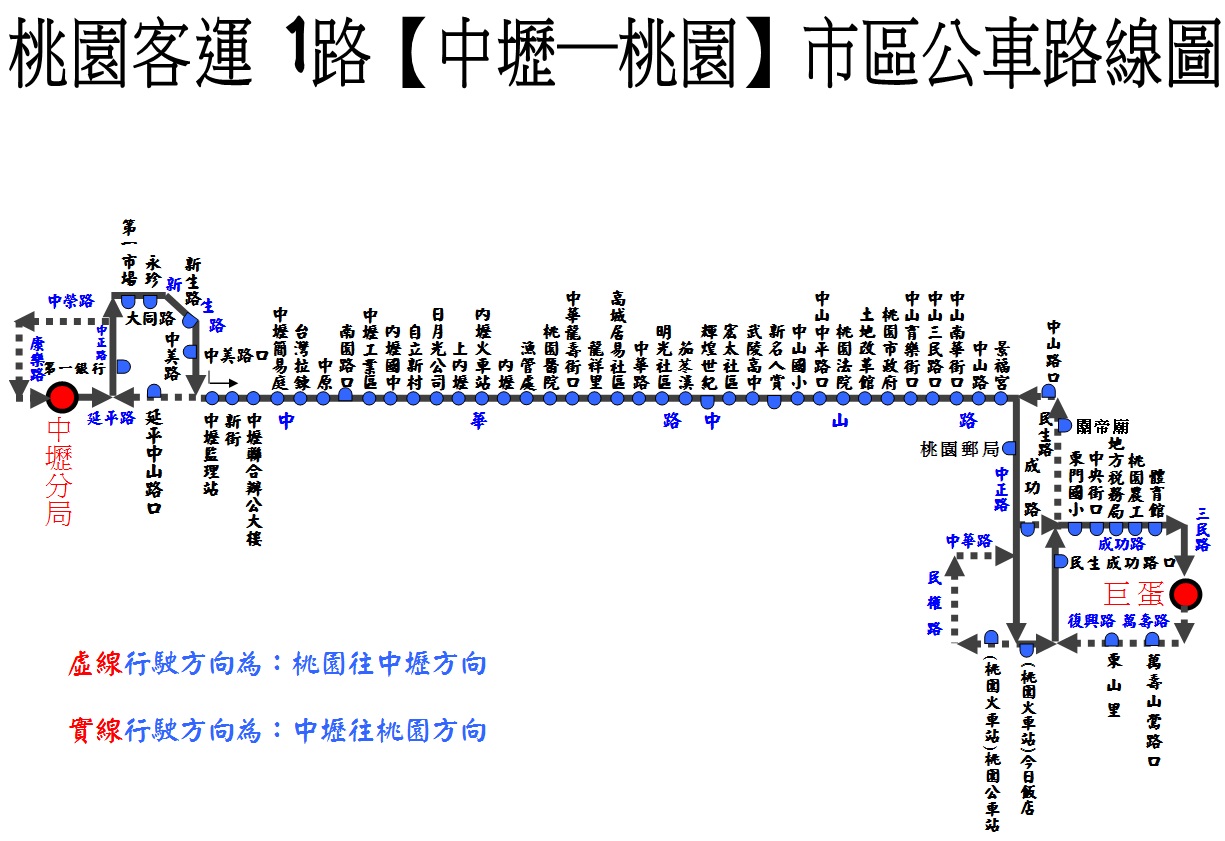 桃園客運 1路【中壢—桃園】市區公車路線圖
第一市場
永珍
新生路
新生路
中榮路
大同路
中正路
康樂路
第一銀行
中美路
中美路口
延平路
中壢分局
延平中山路口
中壢監理站
新街
中壢聯合辦公大樓
中壢簡易庭
台灣拉鍊
中原
南園路口
中壢工業區
內壢國中
自立新村
日月光公司
上內壢
內壢火車站
內壢
漁管處
桃園醫院
中華龍壽街口
龍祥里
高城居易社區
中華路
明光社區
茄苳溪
輝煌世紀
宏太社區
武陵高中
新名人賞
中山國小
中山中平路口
桃園法院
土地改革館
桃園市政府
中山育樂街口
中山三民路口
中山南華街口
中山路
景福宮
中華路
中山路
中山路口
民生路
關帝廟
桃園郵局
中正路
成功路
東門國小
中央街口
地方稅務局
桃園農工
體育館
成功路
三民路
中華路
民權路
民生成功路口
巨蛋
復興路 萬壽路
東山里
萬壽山鶯路口
(桃園火車站)桃園公車站
(桃園火車站)今日飯店
虛線行駛方向為：桃園往中壢方向
實線行駛方向為：中壢往桃園方向